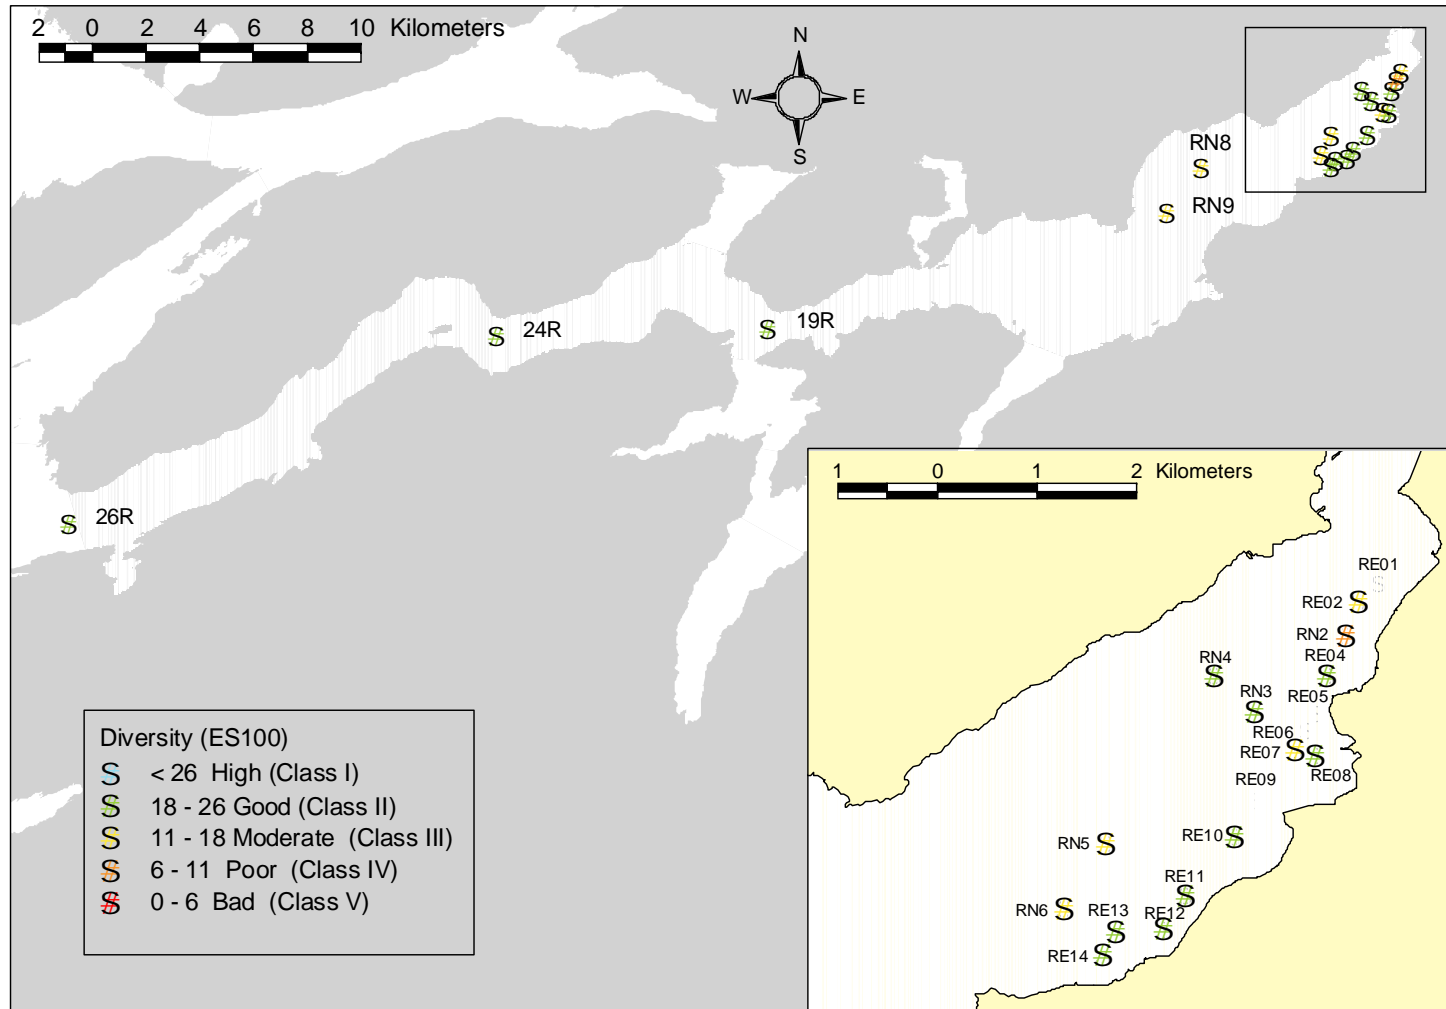 2 0 2 4 6 8 10 Kilometers
N
W E
S
RN8
RN9
19R
24R
26R
1 0 1 2 Kilometers
RE01
RE02
RN2
RE04
RN4
RE05
RN3
RE06
RE07
RE08
RE09
RE10
RN5
RE11
RN6
RE13
RE12
RE14
Diversity (ES100)
< 26 High (Class I)
18 - 26 Good (Class II)
11 - 18 Moderate (Class III)
6 - 11 Poor (Class IV)
0 - 6 Bad (Class V)